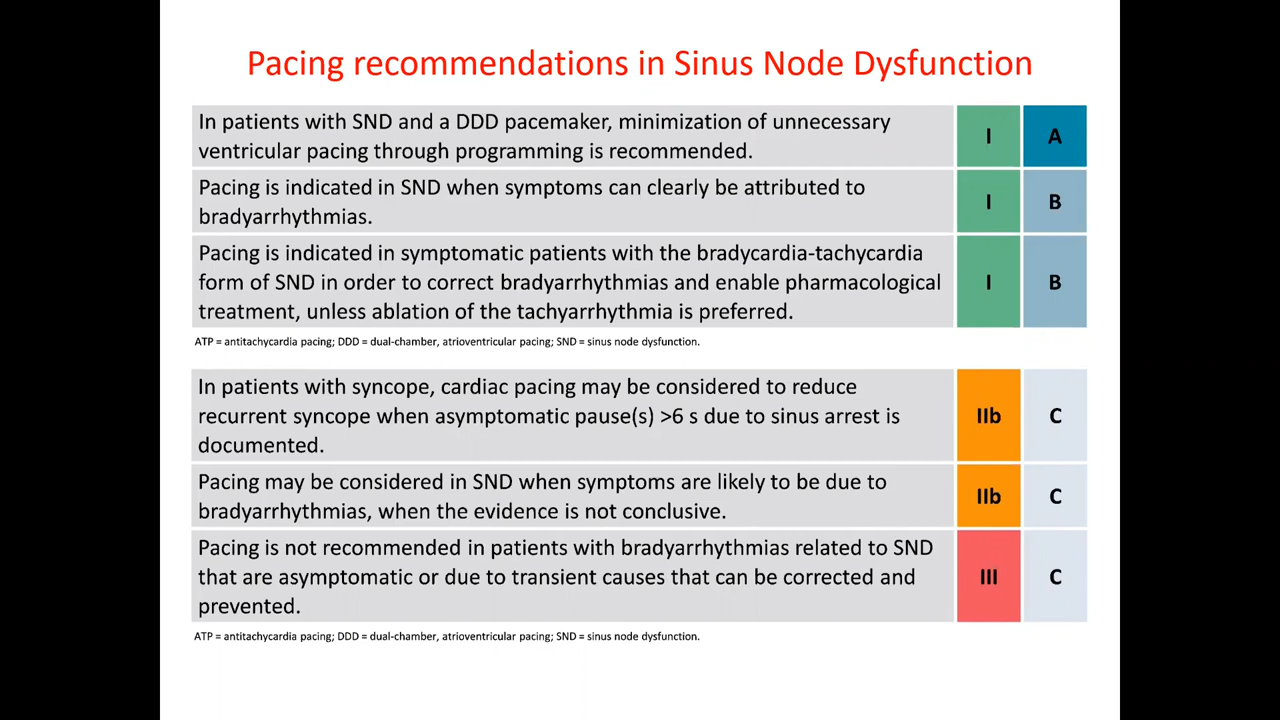 Pacing recommendations in Sinus Node Dysfunction
In patients with SND and a DDD pacemaker, minimization of unnecessary
ventricular pacing through programming is recommended.
I
A
Pacing is indicated in SND when symptoms can clearly be attributed to
bradyarrhythmias.
I
B
Pacing is indicated in symptomatic patients with the bradycardia-tachycardia
form of SND in order to correct bradyarrhythmias and enable pharmacological
treatment, unless ablation of the tachyarrhythmia is preferred.
I
B
ATP = antitachycardia pacing; DDD = dual-chamber, atrioventricular pacing; SND = sinus node dysfunction.
In patients with syncope, cardiac pacing may be considered to reduce
recurrent syncope when asymptomatic pause(s) >6 s due to sinus arrest is
documented.
IIb
C
Pacing may be considered in SND when symptoms are likely to be due to
bradyarrhythmias, when the evidence is not conclusive.
IIb
C
Pacing is not recommended in patients with bradyarrhythmias related to SND
that are asymptomatic or due to transient causes that can be corrected and
prevented.
III
C
ATP = antitachycardia pacing; DDD = dual-chamber, atrioventricular pacing; SND = sinus node dysfunction.